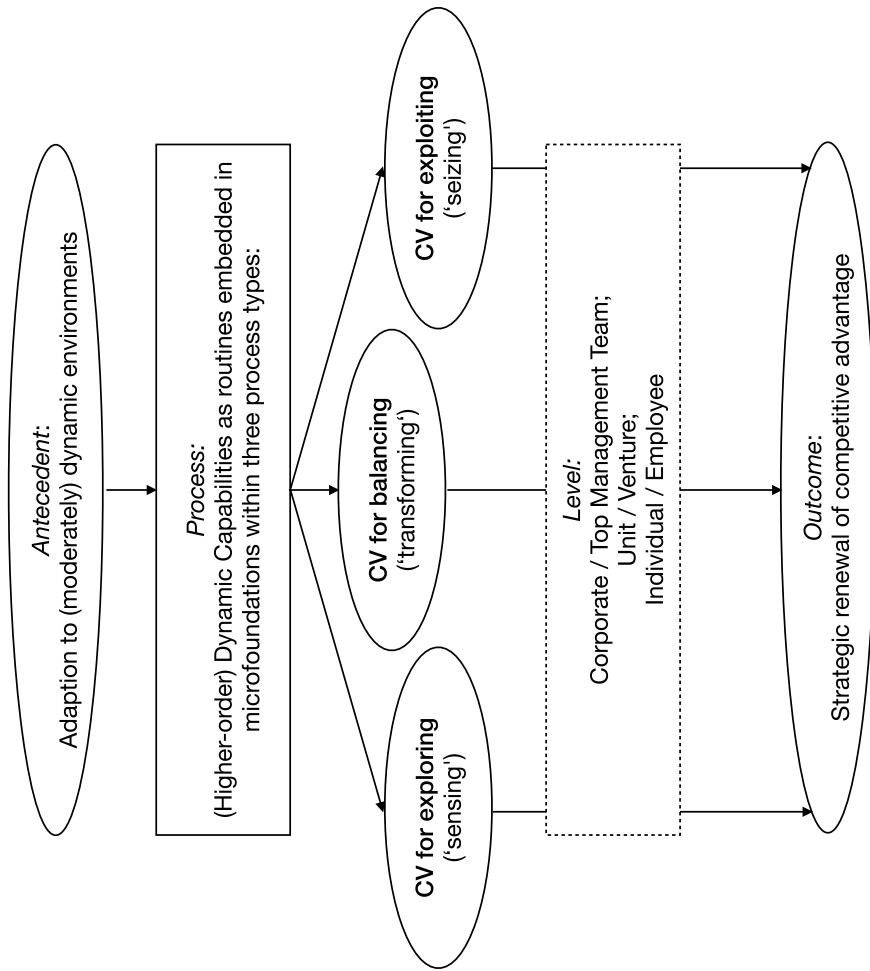 Antecedent:
Adaption to (moderately) dynamic environments
Process:
(Higher-order) Dynamic Capabilities as routines embedded in
microfoundations within three process types:
CV for exploring
(‘sensing')
CV for balancing
(‘transforming‘)
CV for exploiting
(‘seizing')
Level:
Corporate / Top Management Team;
Unit / Venture;
Individual / Employee
Outcome:
Strategic renewal of competitive advantage